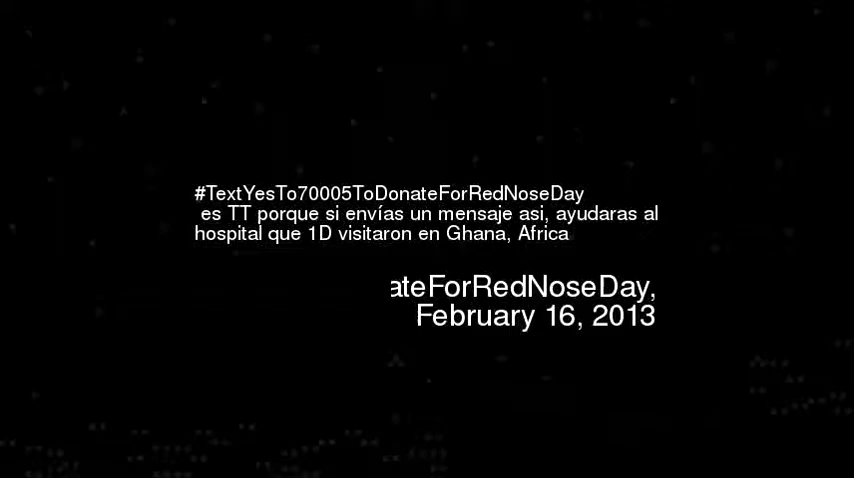 #TextYesTo70005ToDonateForRedNoseDay
es TT porque si envías un mensaje asi, ayudaras al
hospital que 1D visitaron en Ghana, Africa
ateForRedNoseDay,
February 16, 2013